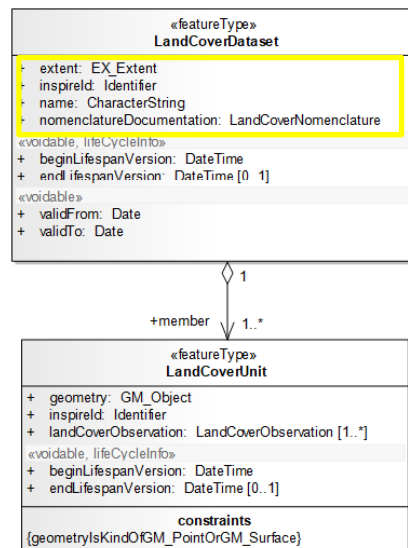 «featureType»
LandCoverDataset
+ extent: EX_Extent
+ inspireId: Identifier
+ name: CharacterString
+ nomenclatureDocumentation: LandCoverNomenclature
«voidable, lifeCycleInfo»
+ beginLifespanVersion: DateTime
+ endLifespanVersion: DateTime [0..1]
«voidable»
+ validFrom: Date
+ validTo: Date
1
+member
1..*
«featureType»
LandCoverUnit
+ geometry: GM_Object
+ inspireId: Identifier
+ landCoverObservation: LandCoverObservation [1..*]
«voidable, lifeCycleInfo»
+ beginLifespanVersion: DateTime
+ endLifespanVersion: DateTime [0..1]
constraints
{geometryIsKindOfGM_PointOrGM_Surface}